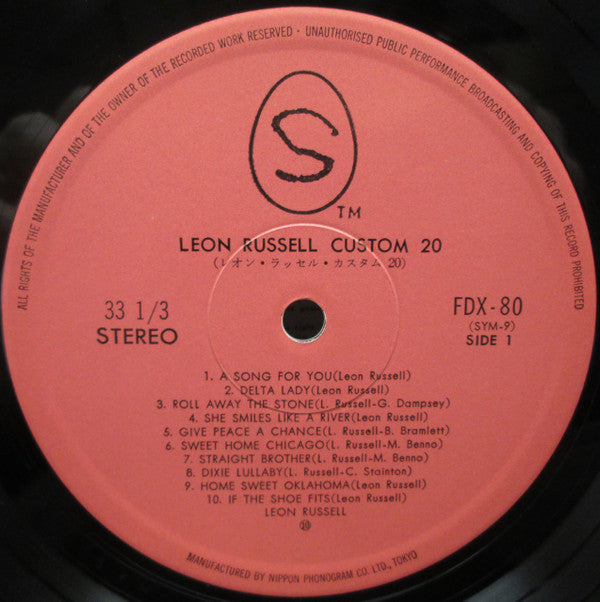 ALL RIGHTS OF THE MANUFACTURER AND OF THE OWNER OF THE RECORDED WORK RESERVED · UNAUTHORISED PUBLIC PERFORMANCE BROADCASTING AND COPYING OF THIS RECORD PROHIBITED
S
TM
LEON RUSSELL CUSTOM 20
(レオン・ラッセル・カスタム 20)
33 1/3
STEREO
FDX-80
(SYM-9)
SIDE 1
1. A SONG FOR YOU(Leon Russell)
2. DELTA LADY(Leon Russell)
3. ROLL AWAY THE STONE(L. Russell-G. Dampsey)
4. SHE SMILES LIKE A RIVER(Leon Russell)
5. GIVE PEACE A CHANCE(L. Russell-B. Bramlett)
6. SWEET HOME CHICAGO(L. Russell-M. Benno)
7. STRAIGHT BROTHER(L. Russell-M. Benno)
8. DIXIE LULLABY(L. Russell-C. Stainton)
9. HOME SWEET OKLAHOMA(Leon Russell)
10. IF THE SHOE FITS(Leon Russell)
LEON RUSSELL
MANUFACTURED BY NIPPON PHONOGRAM CO. LTD., TOKYO